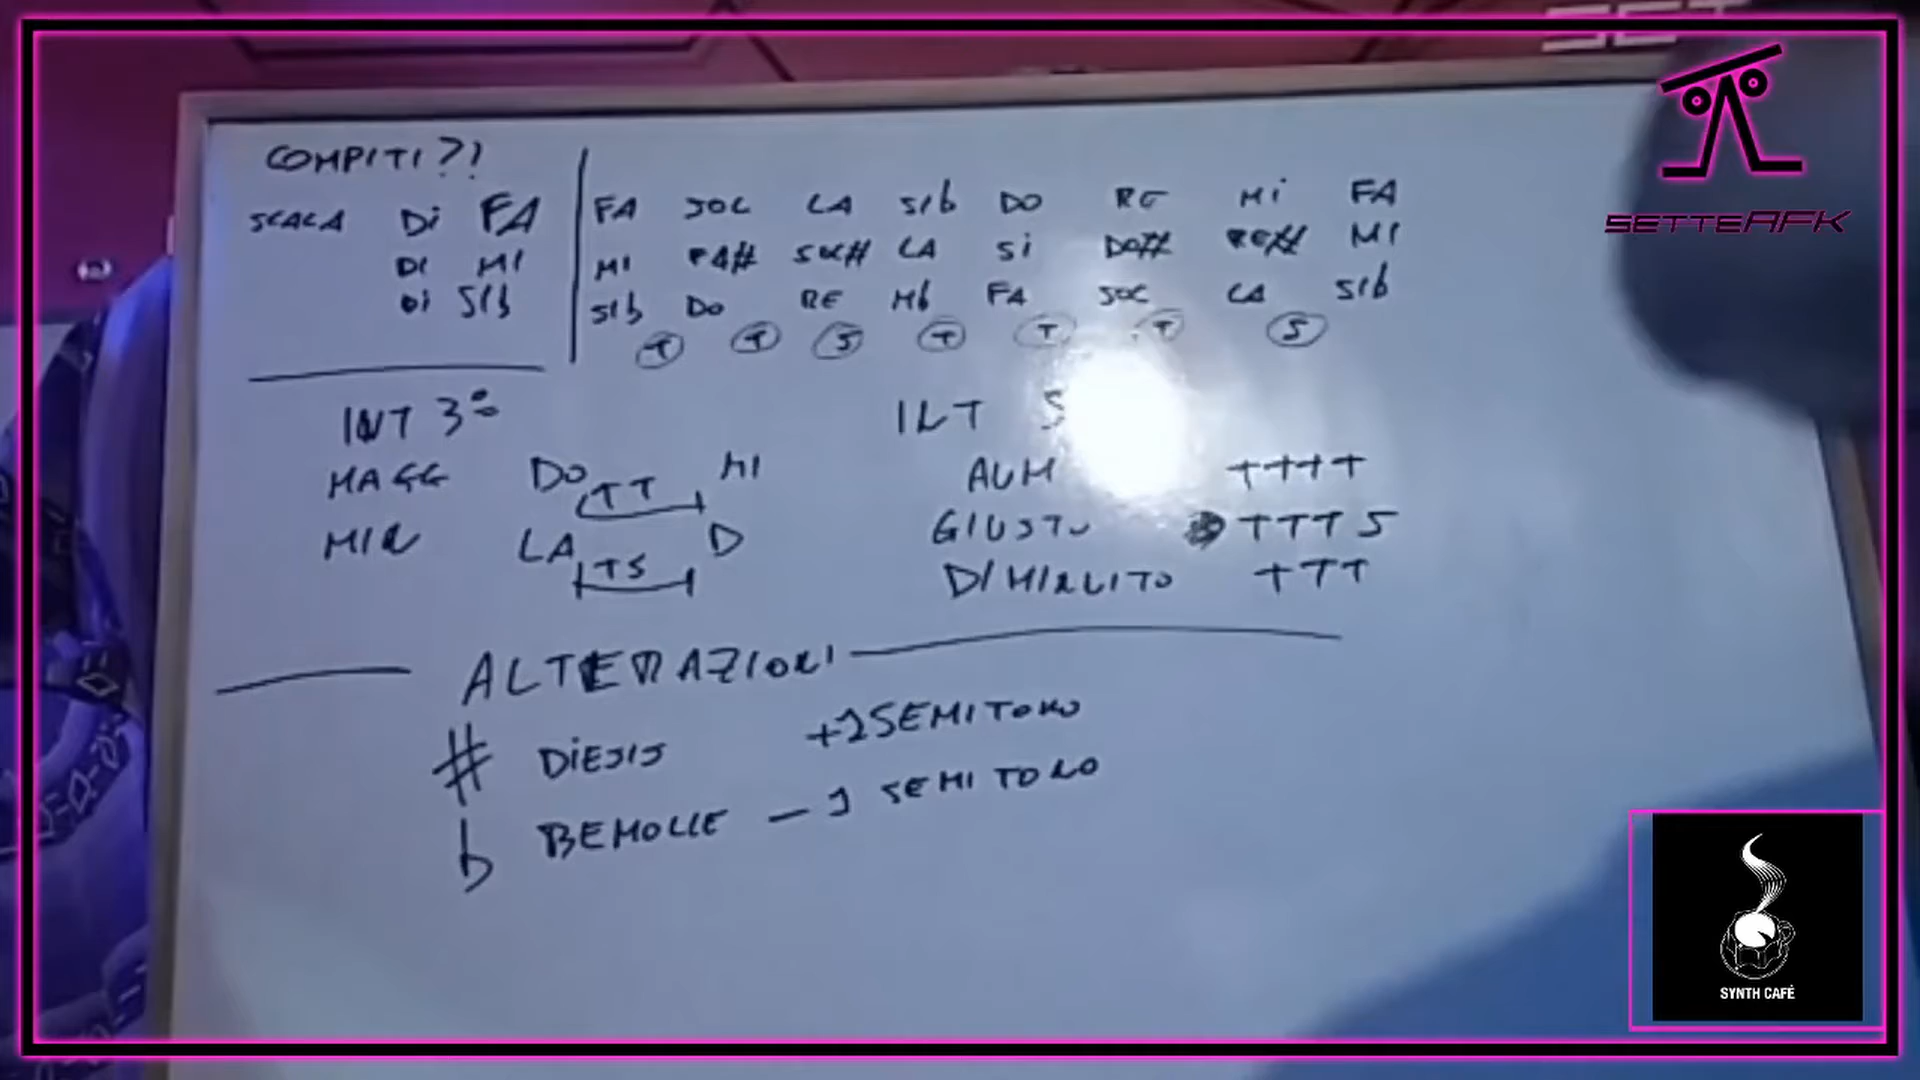 SET
SETTEAFK
COMPITI?!
SCALA DI FA
DI MI
DI SIb
FA SOL LA SIb DO RE MI FA
MI FA# SOL# LA SI DO# RE# MI
SIb DO RE Mb FA SOL LA SIb
T T S T T T S
INT 3°
MAGG DO TT MI
MIN LA TS D
INT 5
AUM TTTT
GIUSTO TTTS
DIMINUITO TTT
ALTERAZIONI
# DIESIS +1 SEMITONO
b BEMOLLE -1 SEMITONO
SYNTH CAFÈ